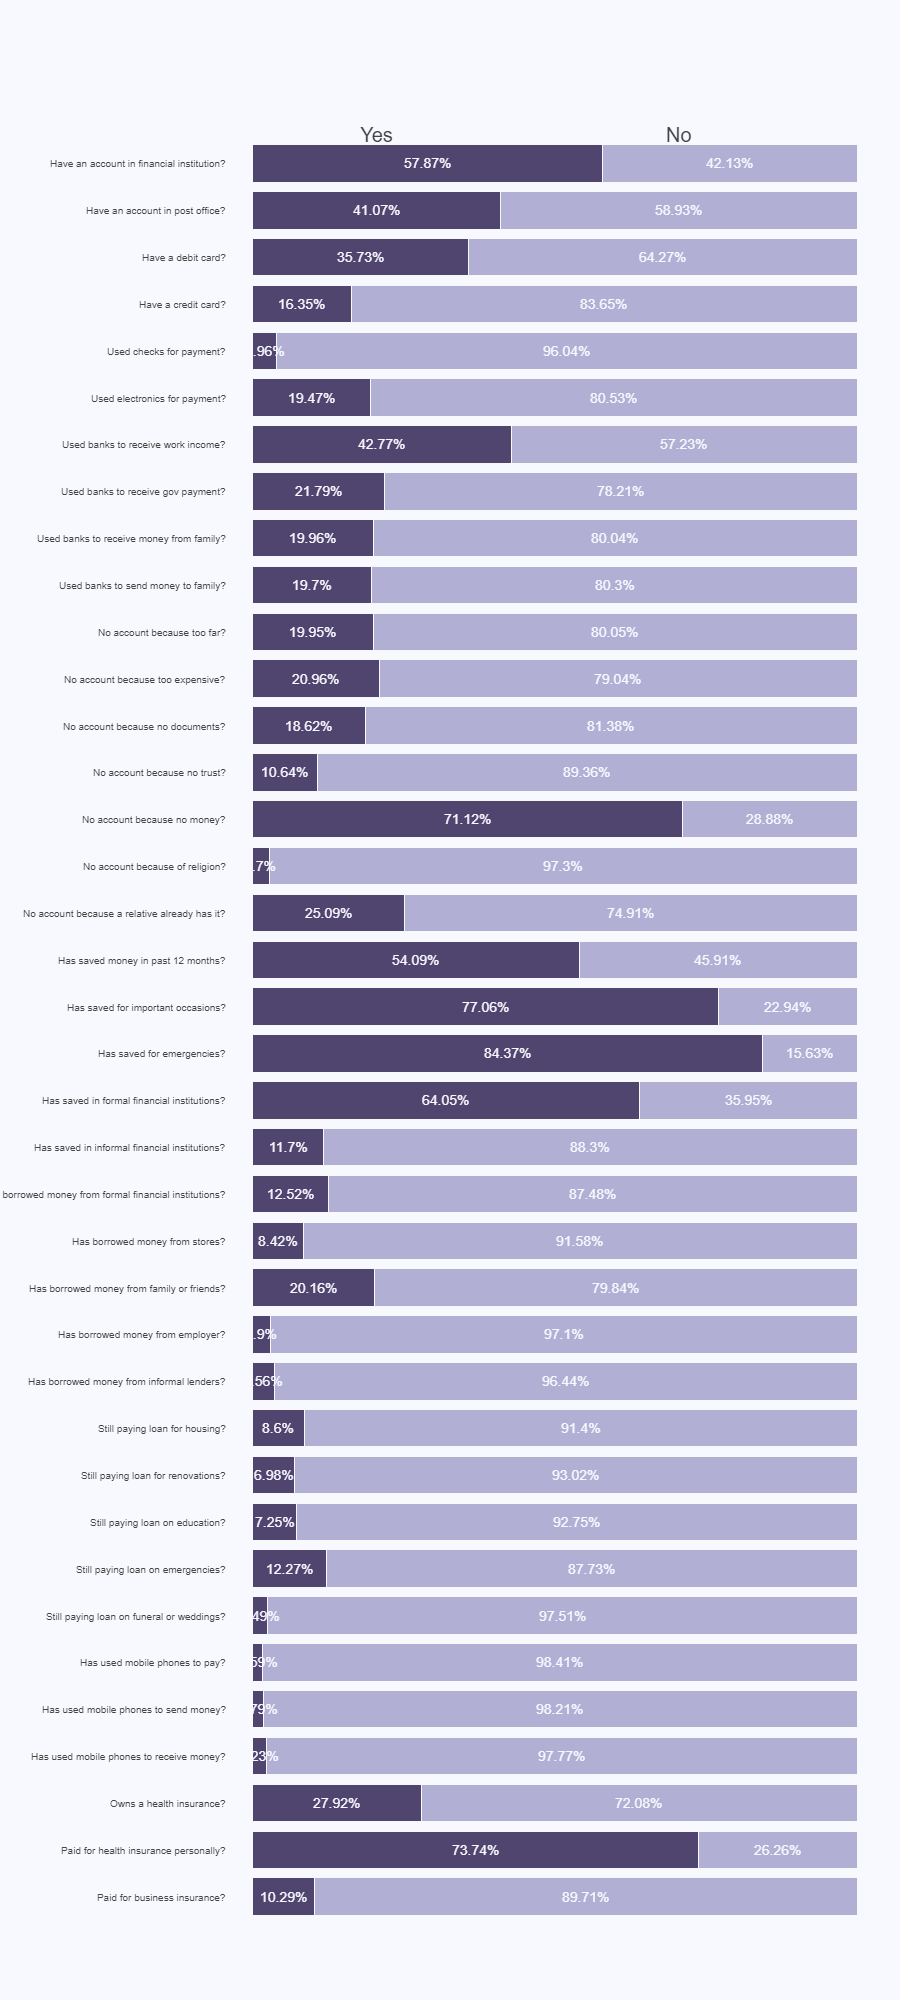 Yes No
Have an account in financial institution? 57.87% 42.13%
Have an account in post office? 41.07% 58.93%
Have a debit card? 35.73% 64.27%
Have a credit card? 16.35% 83.65%
Used checks for payment? .96% 96.04%
Used electronics for payment? 19.47% 80.53%
Used banks to receive work income? 42.77% 57.23%
Used banks to receive gov payment? 21.79% 78.21%
Used banks to receive money from family? 19.96% 80.04%
Used banks to send money to family? 19.7% 80.3%
No account because too far? 19.95% 80.05%
No account because too expensive? 20.96% 79.04%
No account because no documents? 18.62% 81.38%
No account because no trust? 10.64% 89.36%
No account because no money? 71.12% 28.88%
No account because of religion? .7% 97.3%
No account because a relative already has it? 25.09% 74.91%
Has saved money in past 12 months? 54.09% 45.91%
Has saved for important occasions? 77.06% 22.94%
Has saved for emergencies? 84.37% 15.63%
Has saved in formal financial institutions? 64.05% 35.95%
Has saved in informal financial institutions? 11.7% 88.3%
borrowed money from formal financial institutions? 12.52% 87.48%
Has borrowed money from stores? 8.42% 91.58%
Has borrowed money from family or friends? 20.16% 79.84%
Has borrowed money from employer? .9% 97.1%
Has borrowed money from informal lenders? 56% 96.44%
Still paying loan for housing? 8.6% 91.4%
Still paying loan for renovations? 6.98% 93.02%
Still paying loan on education? 7.25% 92.75%
Still paying loan on emergencies? 12.27% 87.73%
Still paying loan on funeral or weddings? 49% 97.51%
Has used mobile phones to pay? 59% 98.41%
Has used mobile phones to send money? 79% 98.21%
Has used mobile phones to receive money? 23% 97.77%
Owns a health insurance? 27.92% 72.08%
Paid for health insurance personally? 73.74% 26.26%
Paid for business insurance? 10.29% 89.71%